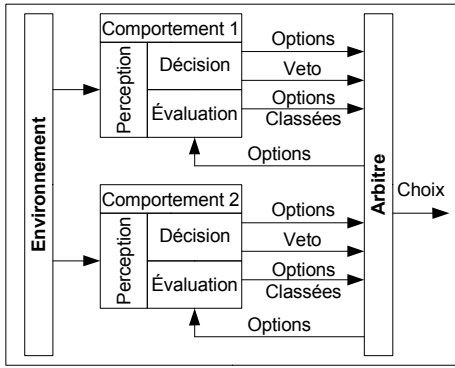 Environnement
Comportement 1
Perception
Décision
Évaluation
Options
Veto
Options
Classées
Options
Comportement 2
Perception
Décision
Évaluation
Options
Veto
Options
Classées
Options
Arbitre
Choix